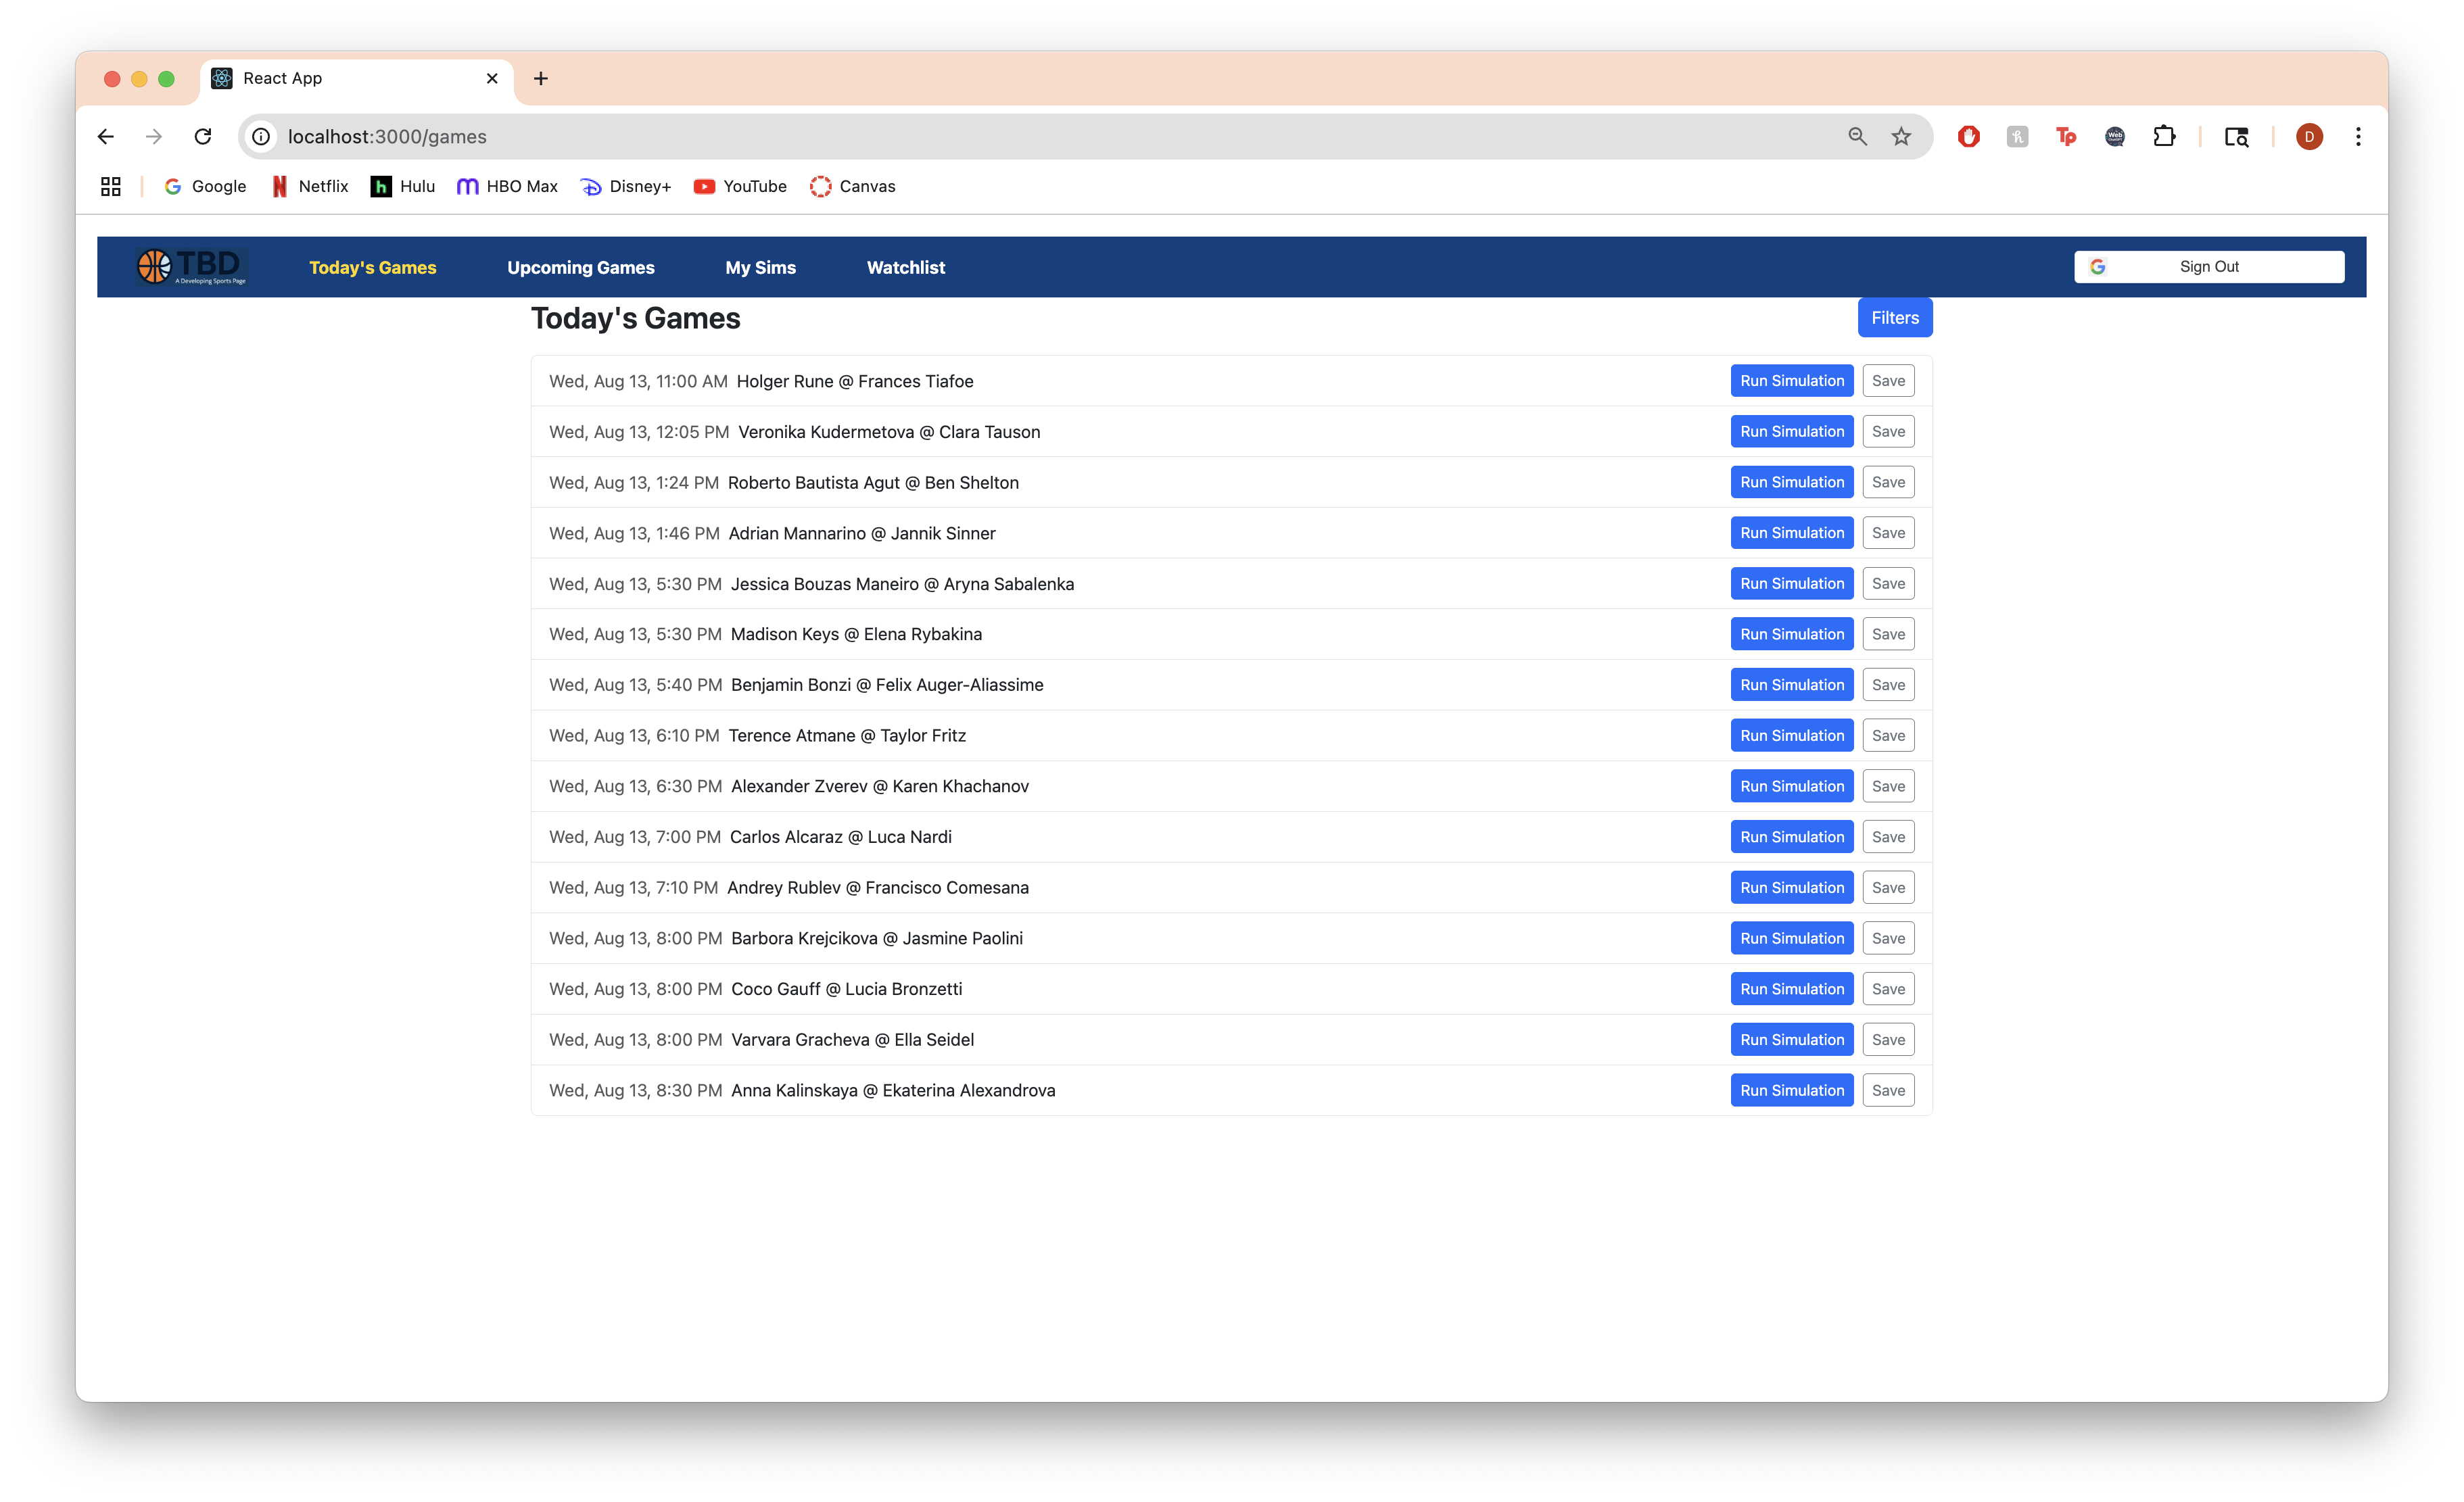 React App
localhost:3000/games
Google Netflix Hulu HBO Max Disney+ YouTube Canvas
TBD
A Developing Sports Page
Today's Games Upcoming Games My Sims Watchlist Sign Out
Today's Games Filters
Wed, Aug 13, 11:00 AM Holger Rune @ Frances Tiafoe Run Simulation Save
Wed, Aug 13, 12:05 PM Veronika Kudermetova @ Clara Tauson Run Simulation Save
Wed, Aug 13, 1:24 PM Roberto Bautista Agut @ Ben Shelton Run Simulation Save
Wed, Aug 13, 1:46 PM Adrian Mannarino @ Jannik Sinner Run Simulation Save
Wed, Aug 13, 5:30 PM Jessica Bouzas Maneiro @ Aryna Sabalenka Run Simulation Save
Wed, Aug 13, 5:30 PM Madison Keys @ Elena Rybakina Run Simulation Save
Wed, Aug 13, 5:40 PM Benjamin Bonzi @ Felix Auger-Aliassime Run Simulation Save
Wed, Aug 13, 6:10 PM Terence Atmane @ Taylor Fritz Run Simulation Save
Wed, Aug 13, 6:30 PM Alexander Zverev @ Karen Khachanov Run Simulation Save
Wed, Aug 13, 7:00 PM Carlos Alcaraz @ Luca Nardi Run Simulation Save
Wed, Aug 13, 7:10 PM Andrey Rublev @ Francisco Comesana Run Simulation Save
Wed, Aug 13, 8:00 PM Barbora Krejcikova @ Jasmine Paolini Run Simulation Save
Wed, Aug 13, 8:00 PM Coco Gauff @ Lucia Bronzetti Run Simulation Save
Wed, Aug 13, 8:00 PM Varvara Gracheva @ Ella Seidel Run Simulation Save
Wed, Aug 13, 8:30 PM Anna Kalinskaya @ Ekaterina Alexandrova Run Simulation Save